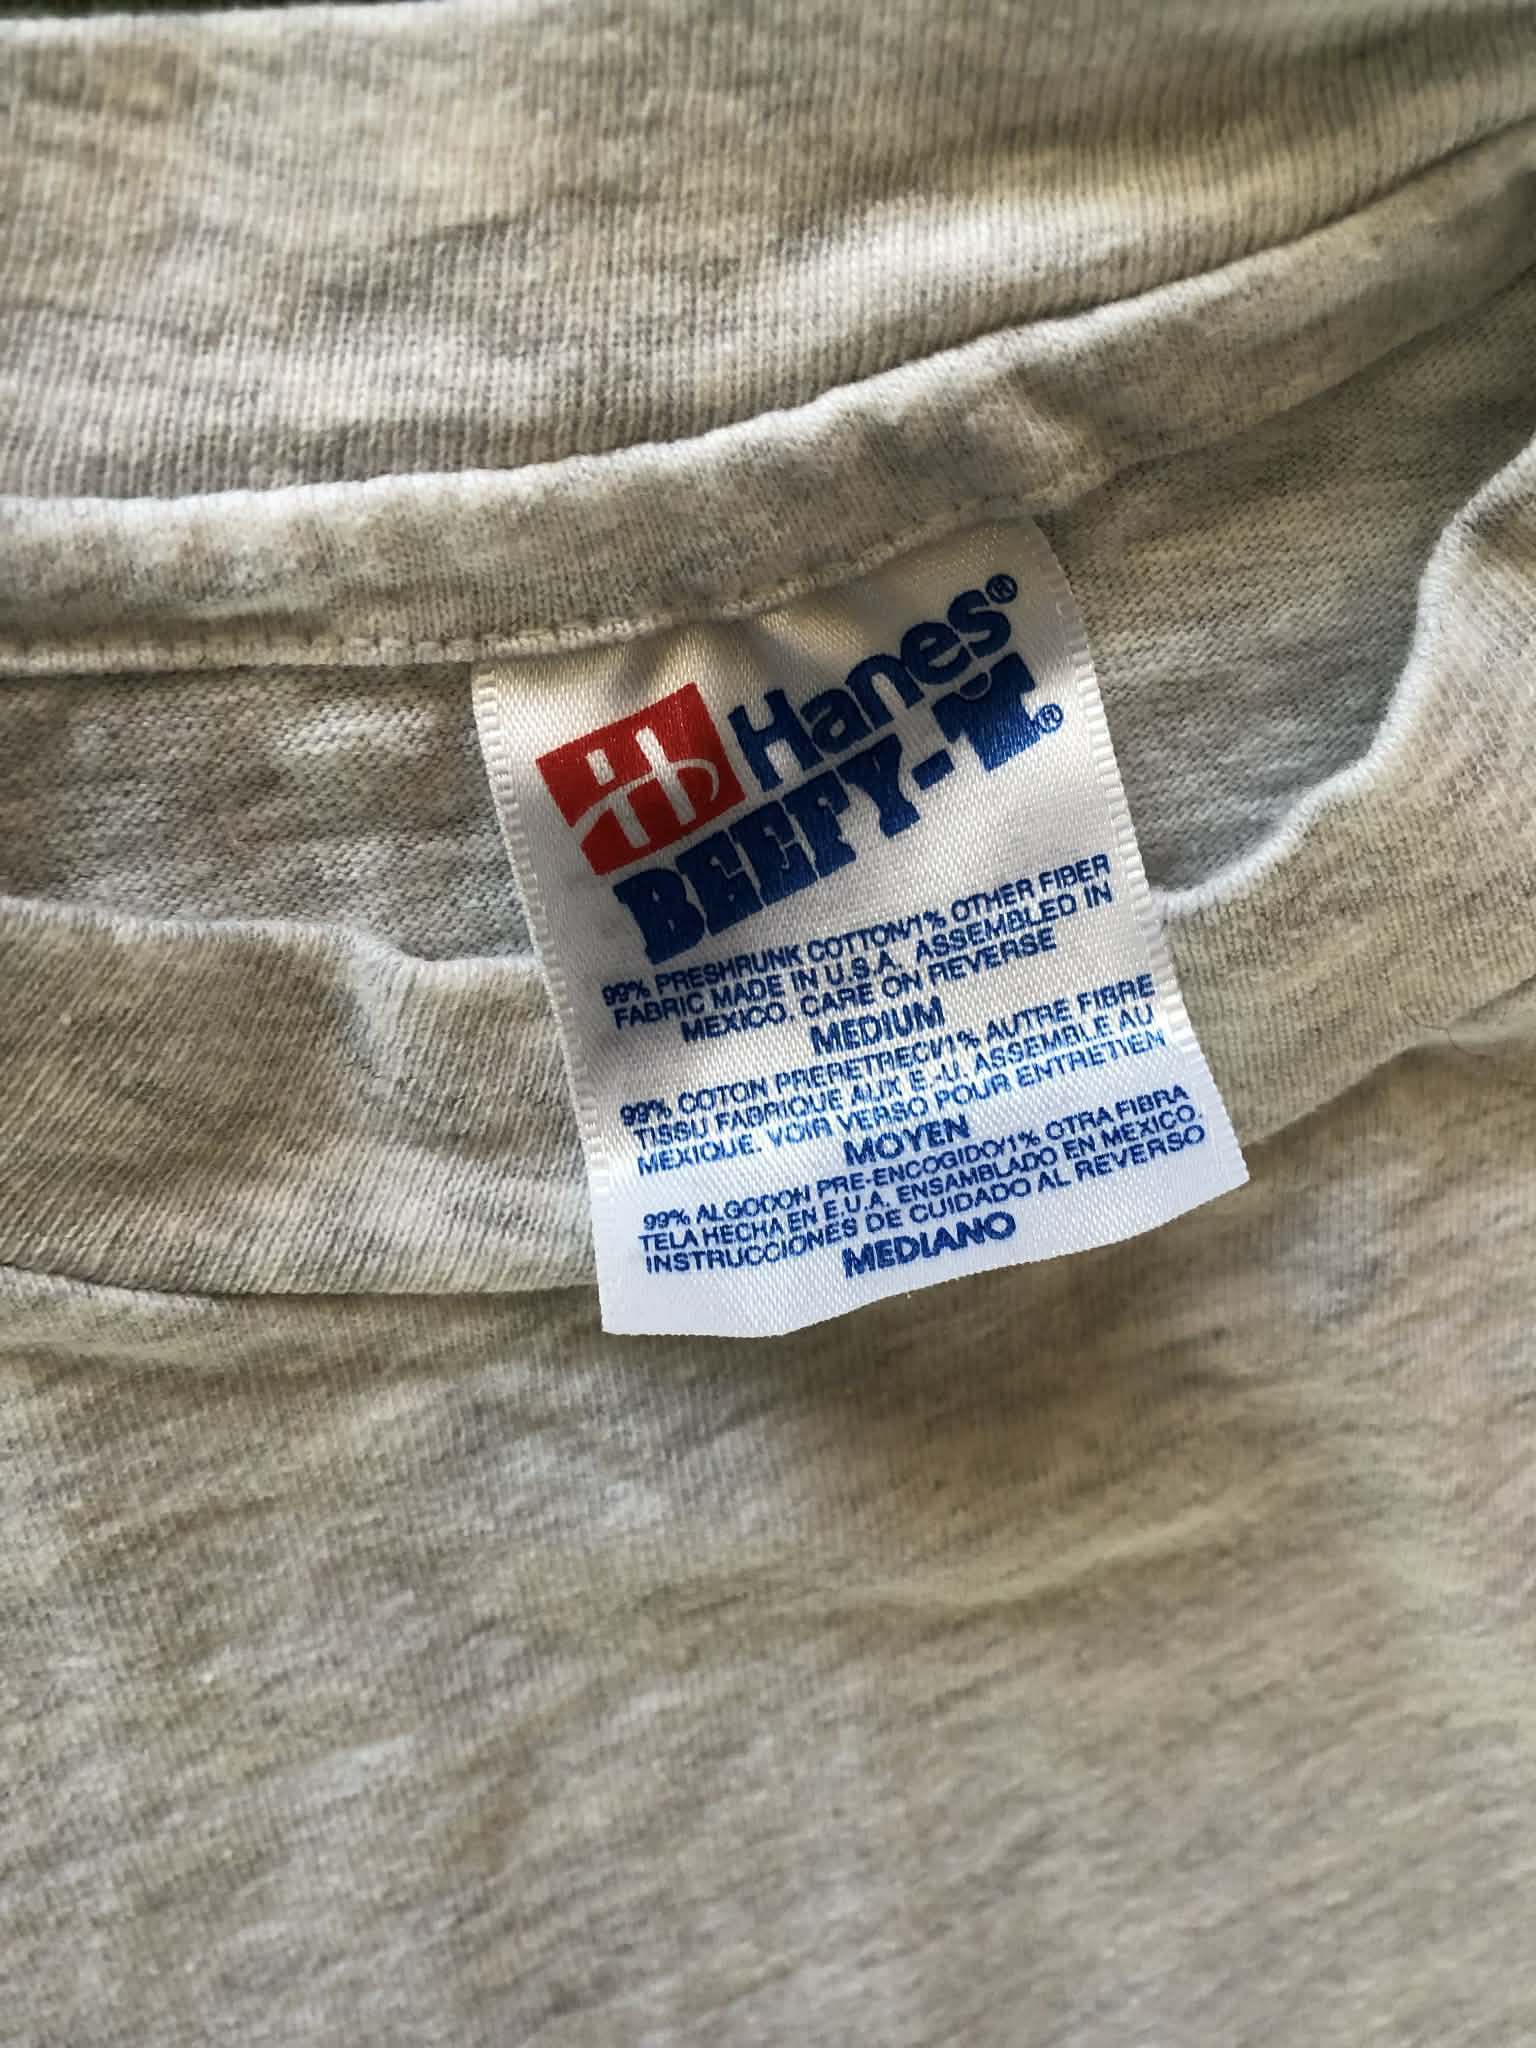 Hanes®
BEEFY-T®
99% PRESHRUNK COTTON/1% OTHER FIBER
FABRIC MADE IN U.S.A. ASSEMBLED IN
MEXICO. CARE ON REVERSE
MEDIUM
99% COTON PRERETRECI/1% AUTRE FIBRE
TISSU FABRIQUE AUX E.-U. ASSEMBLE AU
MEXIQUE. VOIR VERSO POUR ENTRETIEN
MOYEN
99% ALGODON PRE-ENCOGIDO/1% OTRA FIBRA
TELA HECHA EN E.U.A. ENSAMBLADO EN MEXICO.
INSTRUCCIONES DE CUIDADO AL REVERSO
MEDIANO